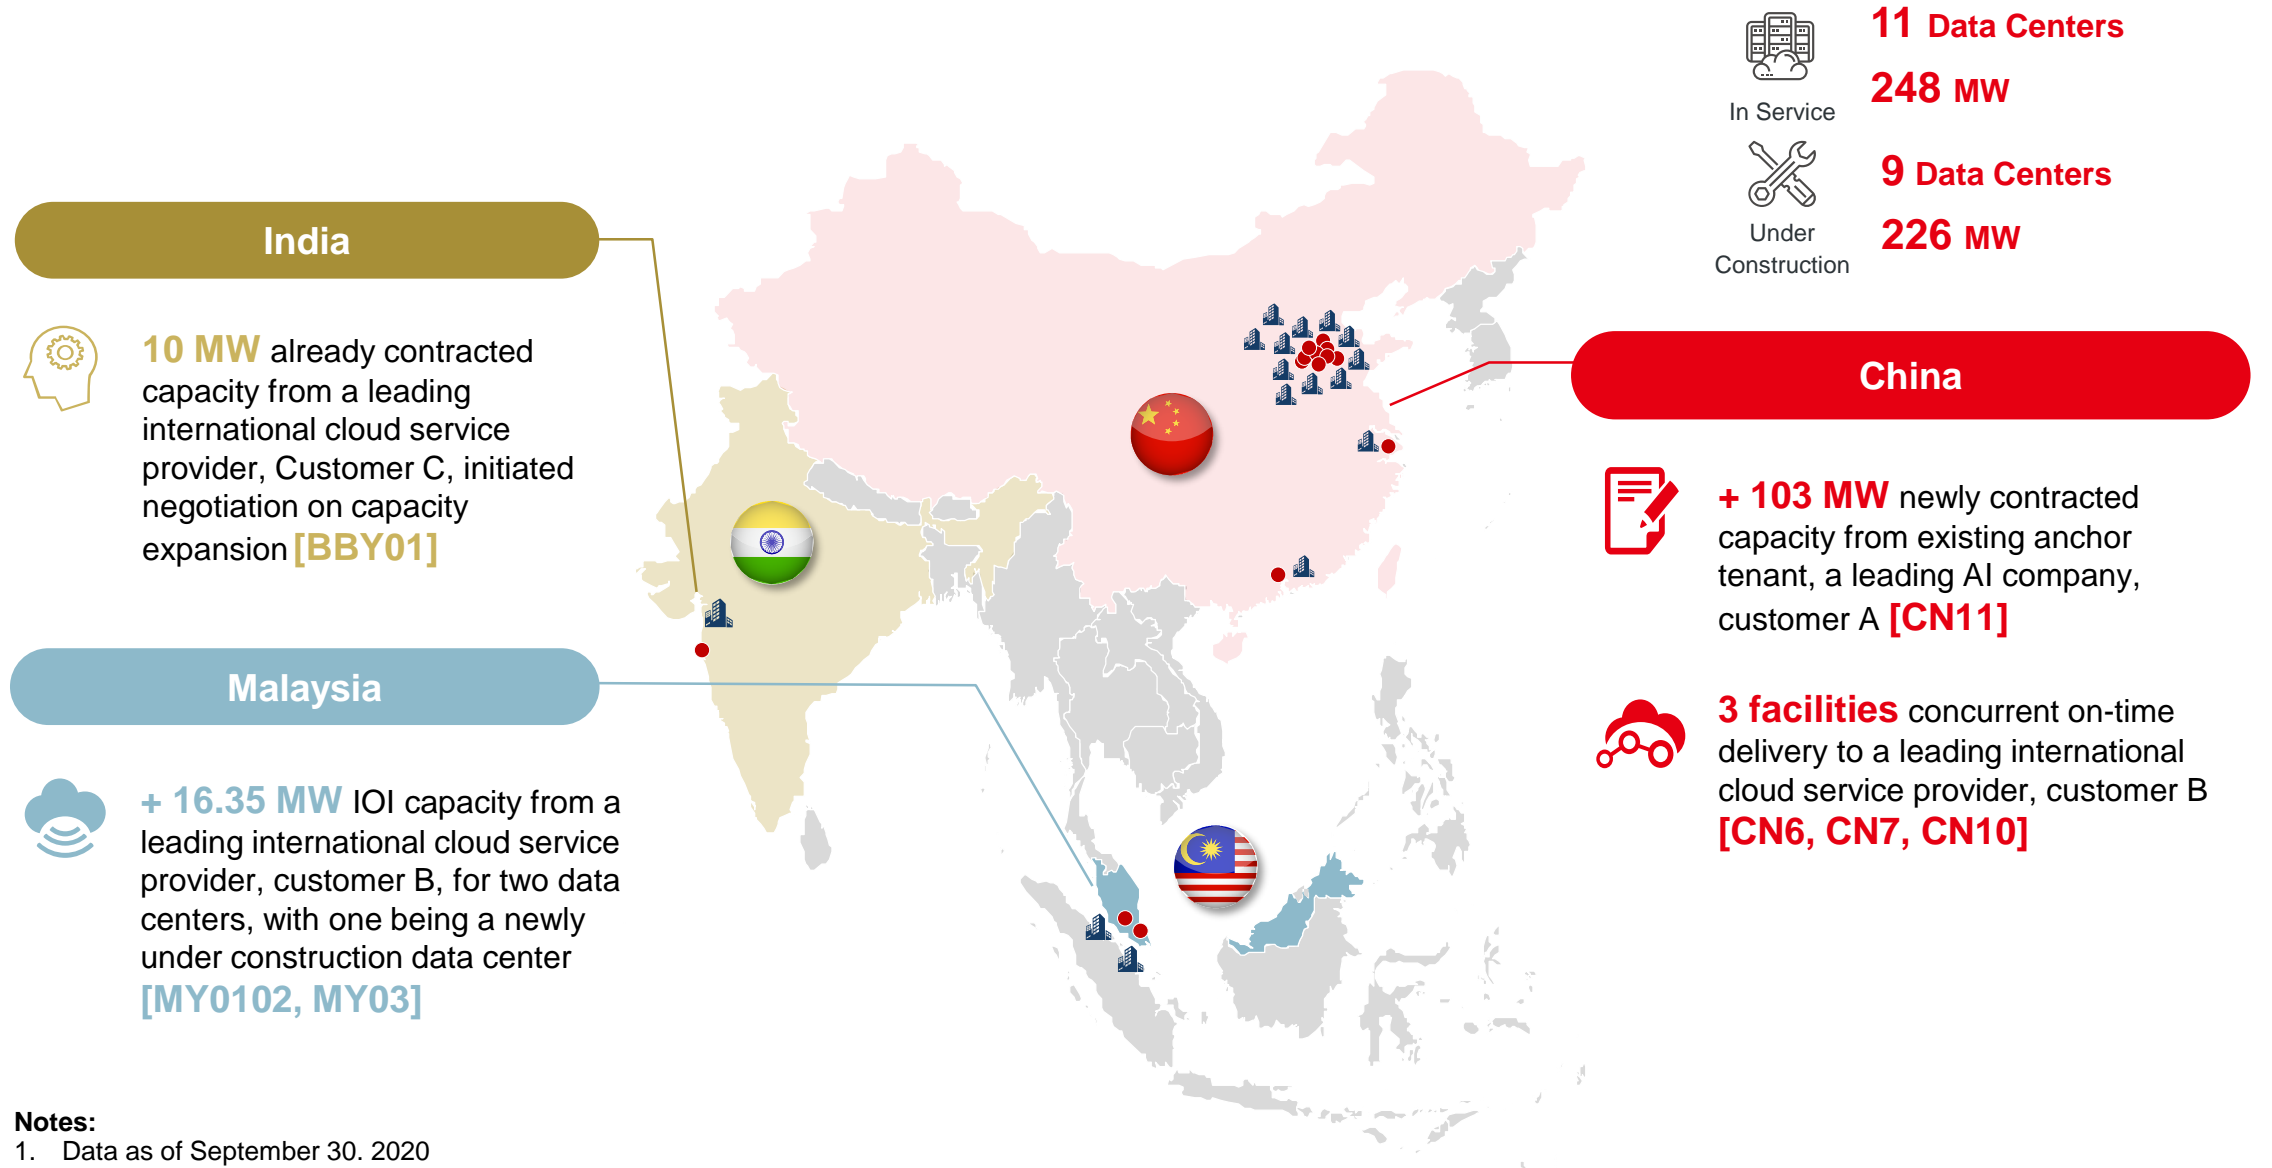 11 Data Centers
248 MW
In Service
9 Data Centers
226 MW
Under
Construction
India
10 MW already contracted
capacity from a leading
international cloud service
provider, Customer C, initiated
negotiation on capacity
expansion [BBY01]
Malaysia
+ 16.35 MW IOI capacity from a
leading international cloud service
provider, customer B, for two data
centers, with one being a newly
under construction data center
[MY0102, MY03]
China
+ 103 MW newly contracted
capacity from existing anchor
tenant, a leading AI company,
customer A [CN11]
3 facilities concurrent on-time
delivery to a leading international
cloud service provider, customer B
[CN6, CN7, CN10]
Notes:
1. Data as of September 30. 2020